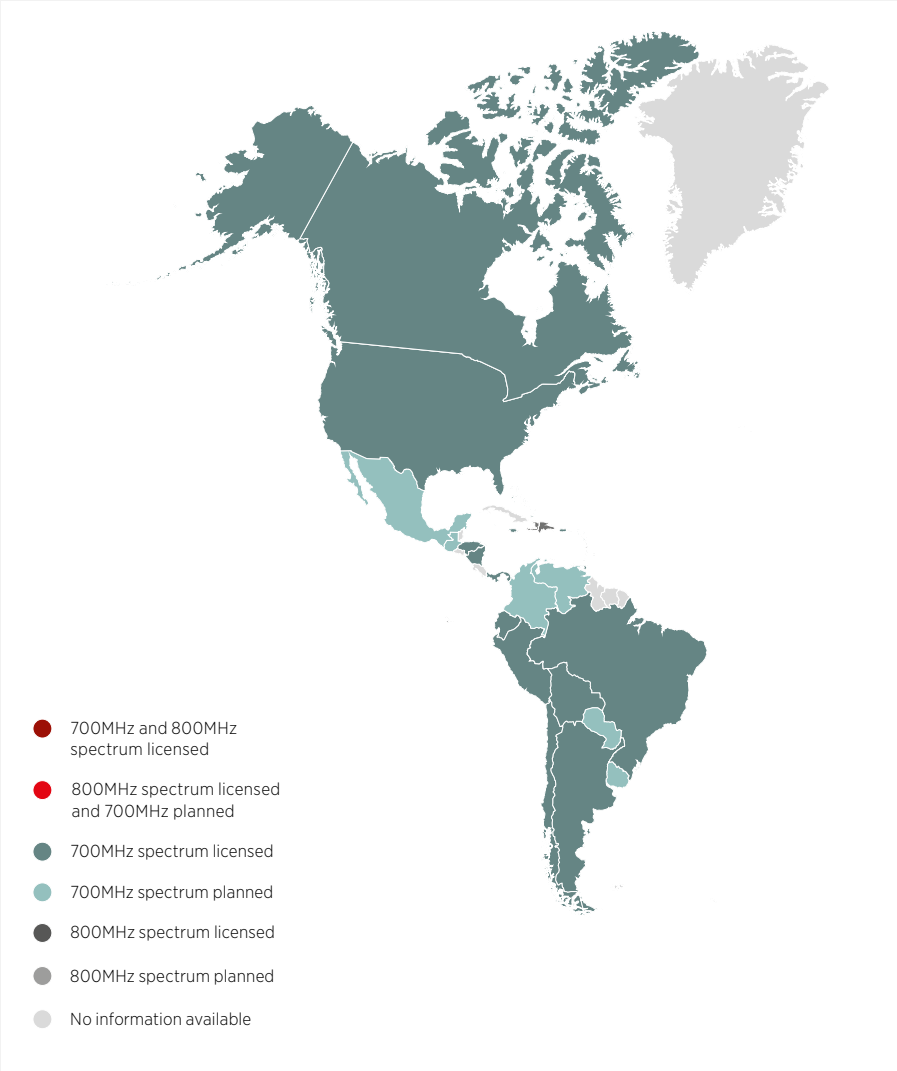 700MHz and 800MHz
spectrum licensed
800MHz spectrum licensed
and 700MHz planned
700MHz spectrum licensed
700MHz spectrum planned
800MHz spectrum licensed
800MHz spectrum planned
No information available